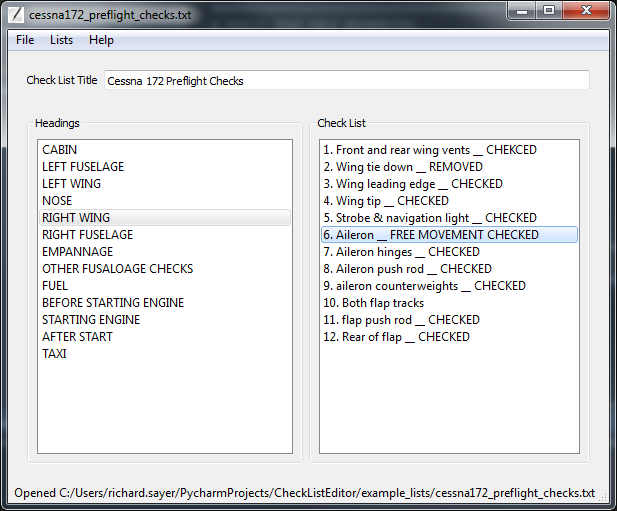 cessna172_preflight_checks.txt
File Lists Help
Check List Title Cessna 172 Preflight Checks
Headings
CABIN
LEFT FUSELAGE
LEFT WING
NOSE
RIGHT WING
RIGHT FUSELAGE
EMPANNAGE
OTHER FUSALOAGE CHECKS
FUEL
BEFORE STARTING ENGINE
STARTING ENGINE
AFTER START
TAXI
Check List
1. Front and rear wing vents __ CHEKCED
2. Wing tie down __ REMOVED
3. Wing leading edge __ CHECKED
4. Wing tip __ CHECKED
5. Strobe & navigation light __ CHECKED
6. Aileron __ FREE MOVEMENT CHECKED
7. Aileron hinges __ CHECKED
8. Aileron push rod __ CHECKED
9. aileron counterweights __ CHECKED
10. Both flap tracks
11. flap push rod __ CHECKED
12. Rear of flap __ CHECKED
Opened C:/Users/richard.sayer/PycharmProjects/CheckListEditor/example_lists/cessna172_preflight_checks.txt